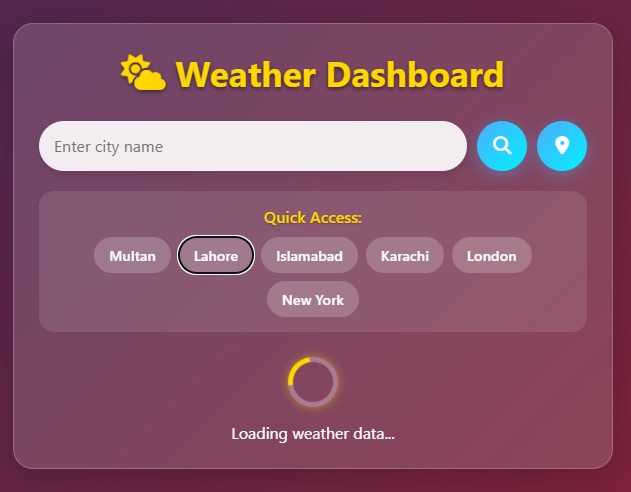 Weather Dashboard
Enter city name
Quick Access:
Multan Lahore Islamabad Karachi London
New York
Loading weather data...